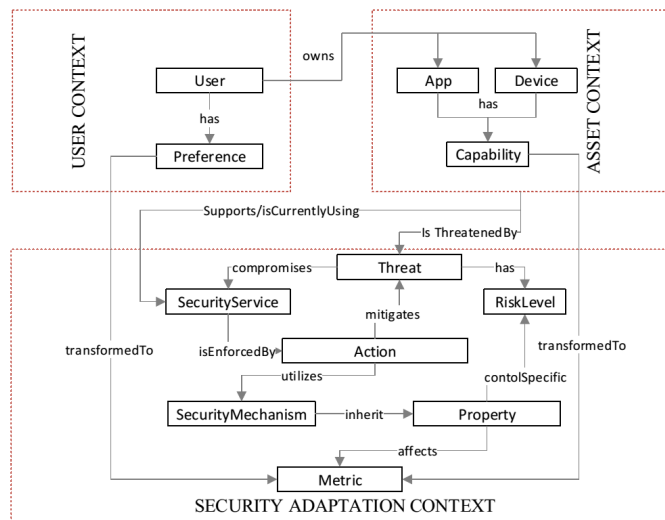 owns
User
App
Device
has
has
Preference
Capability
USER CONTEXT
ASSET CONTEXT
Supports/isCurrentlyUsing
Is ThreatenedBy
compromises
Threat
has
SecurityService
RiskLevel
mitigates
transformedTo
isEnforcedBy
Action
transformedTo
utilizes
contolSpecific
SecurityMechanism
inherit
Property
affects
Metric
SECURITY ADAPTATION CONTEXT